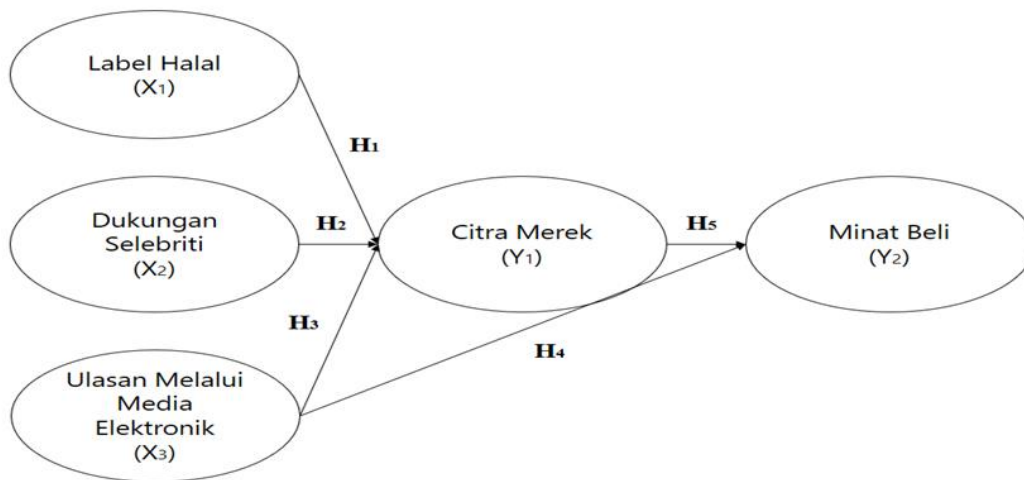 Label Halal
(X₁)
H₁
Dukungan
Selebriti
(X₂)
H₂
Citra Merek
(Y₁)
H₅
Minat Beli
(Y₂)
H₃
H₄
Ulasan Melalui
Media
Elektronik
(X₃)